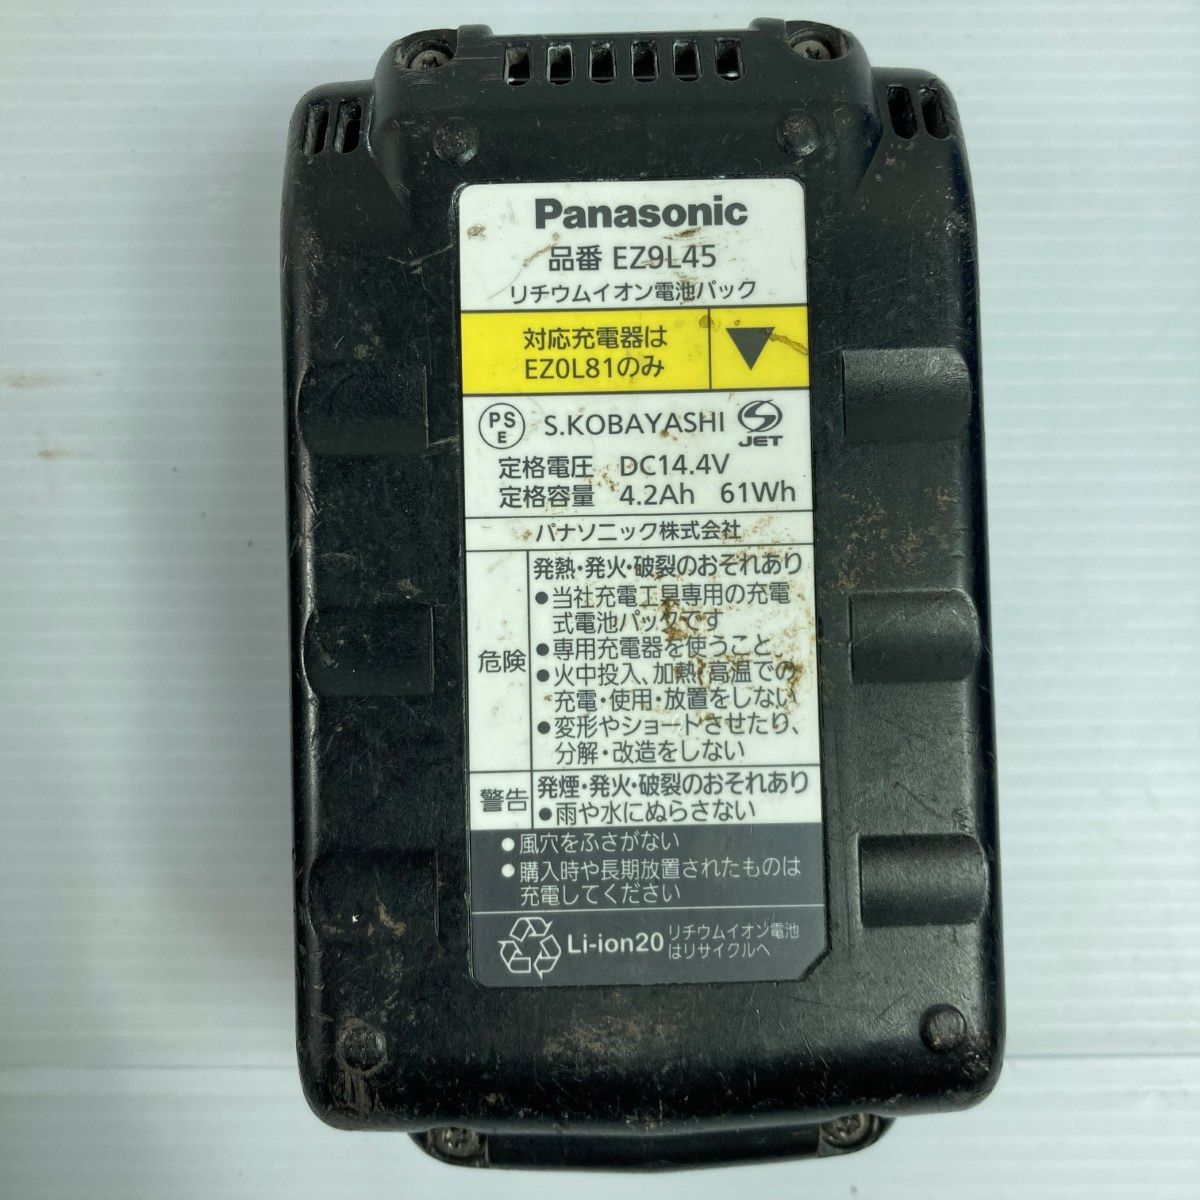 Panasonic
品番 EZ9L45
リチウムイオン電池パック
対応充電器は
EZ0L81のみ
PS
E
S.KOBAYASHI
JET
定格電圧 DC14.4V
定格容量 4.2Ah 61Wh
パナソニック株式会社
危険
発熱・発火・破裂のおそれあり
●当社充電工具専用の充電
式電池パックです
●専用充電器を使うこと、
●火中投入、加熱、高温での
充電・使用・放置をしない
●変形やショートさせたり、
分解・改造をしない
警告
発煙・発火・破裂のおそれあり
●雨や水にぬらさない
●風穴をふさがない
●購入時や長期放置されたものは
充電してください
Li-ion20
リチウムイオン電池
はリサイクルへ